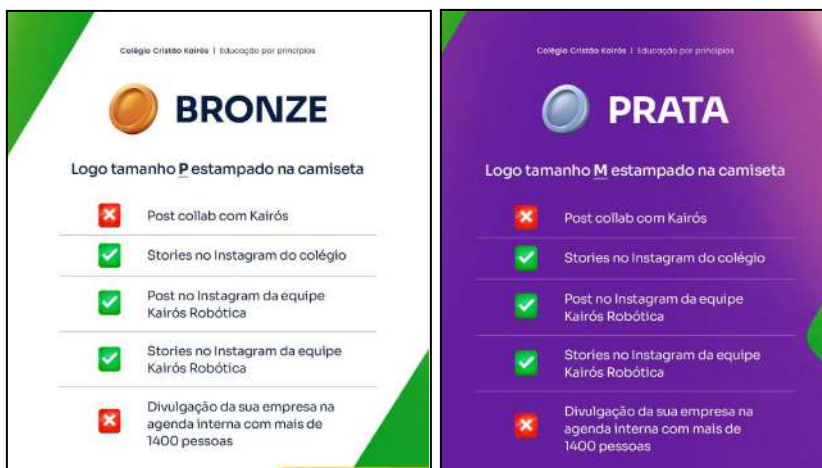 Colégio Cristão Kairós | Educação por princípios
BRONZE
Logo tamanho P estampado na camiseta
Post collab com Kairós
Stories no Instagram do colégio
Post no Instagram da equipe
Kairós Robótica
Stories no Instagram da equipe
Kairós Robótica
Divulgação da sua empresa na
agenda interna com mais de
1400 pessoas
Colégio Cristão Kairós | Educação por princípios
PRATA
Logo tamanho M estampado na camiseta
Post collab com Kairós
Stories no Instagram do colégio
Post no Instagram da equipe
Kairós Robótica
Stories no Instagram da equipe
Kairós Robótica
Divulgação da sua empresa na
agenda interna com mais de
1400 pessoas